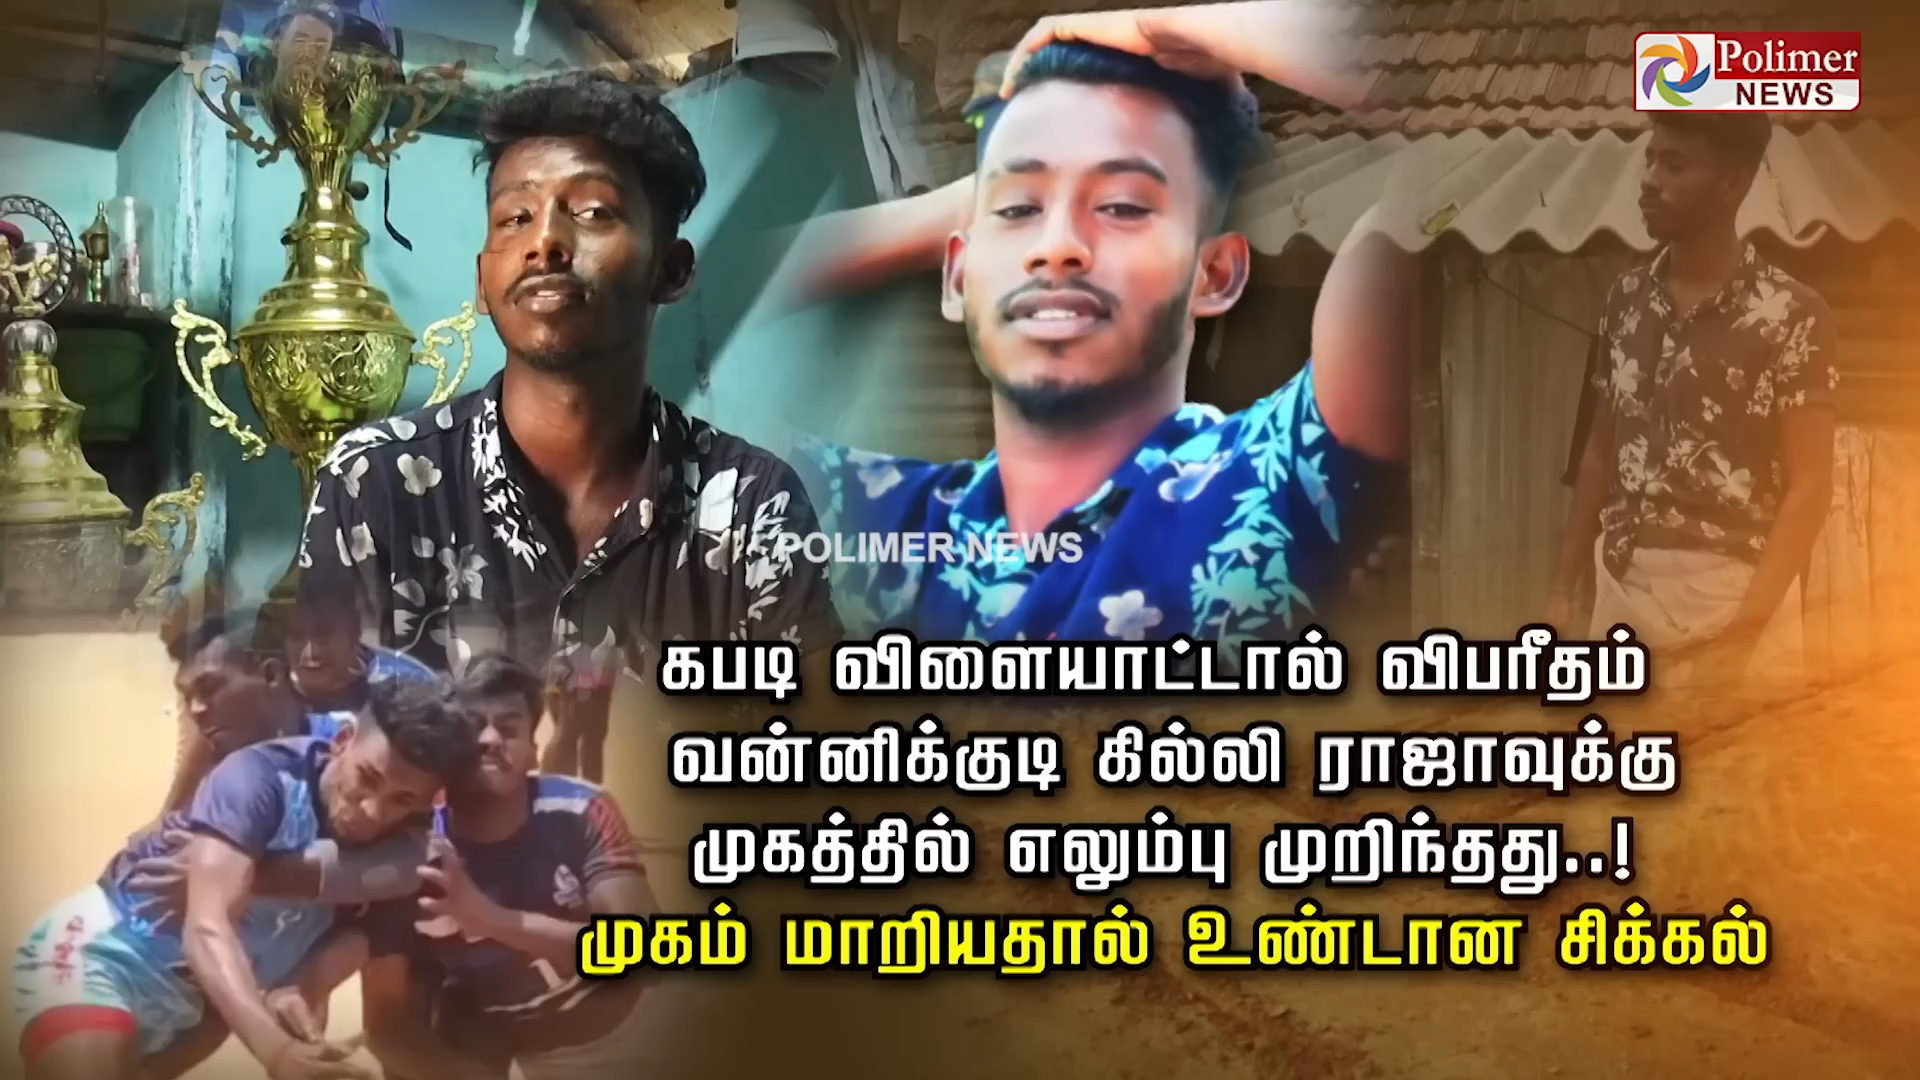 Polimer
NEWS
POLIMER NEWS
கபடி விளையாட்டால் விபரீதம்
வன்னிக்குடி கில்லி ராஜாவுக்கு
முகத்தில் எலும்பு முறிந்தது..!
முகம் மாறியதால் உண்டான சிக்கல்